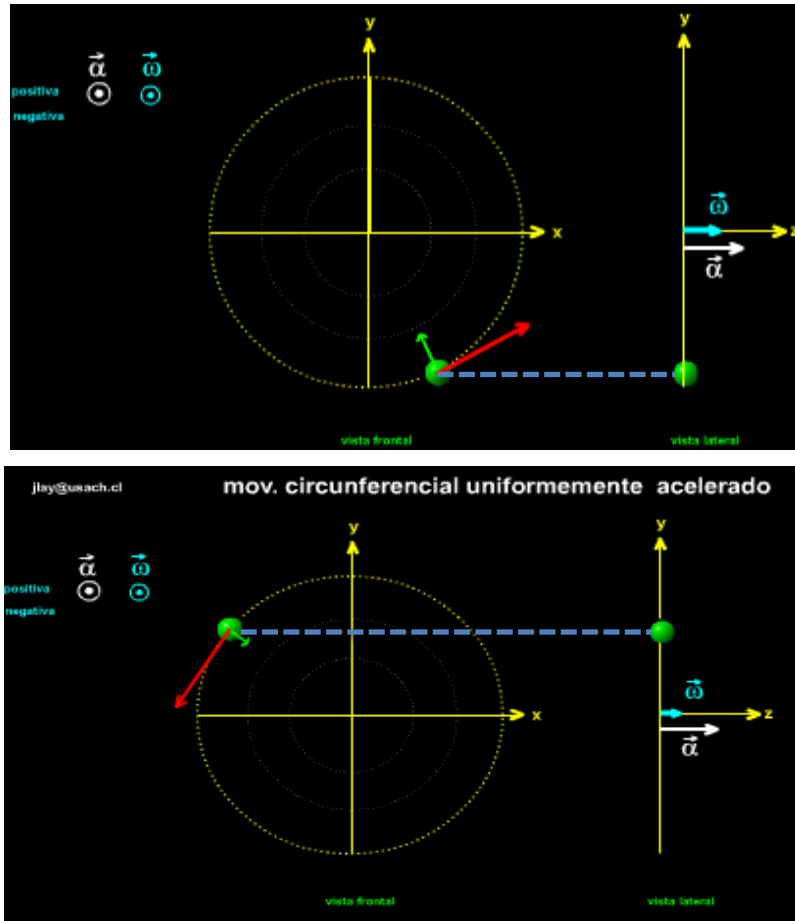 y y
α⃗ ω⃗
positiva
negativa
ω⃗
x z
α⃗
vista frontal vista lateral
jlay@usach.cl mov. circunferencial uniformemente acelerado
y y
α⃗ ω⃗
positiva
negativa
ω⃗
x z
α⃗
vista frontal vista lateral